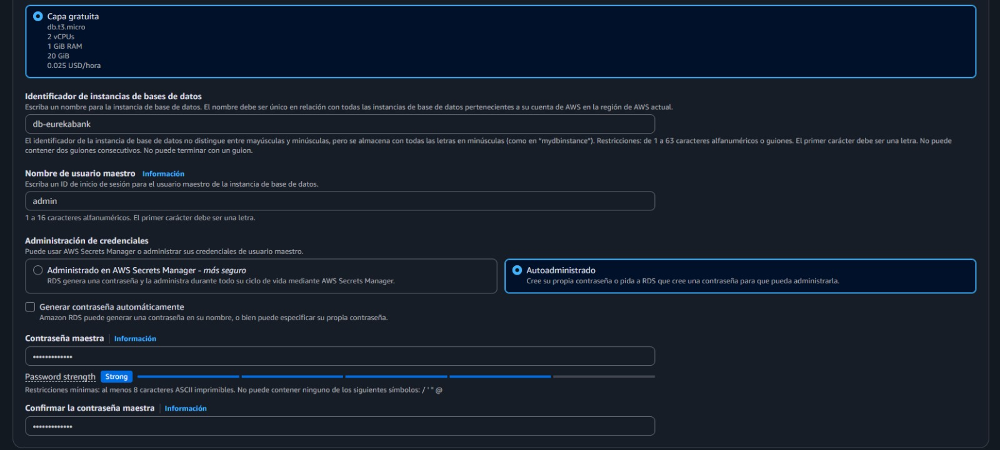 Capa gratuita
db.t3.micro
2 vCPUs
1 GiB RAM
20 GiB
0.025 USD/hora
Identificador de instancias de bases de datos
Escriba un nombre para la instancia de base de datos. El nombre debe ser único en relación con todas las instancias de base de datos pertenecientes a su cuenta de AWS en la región de AWS actual.
db-eurekabank
El identificador de la instancia de base de datos no distingue entre mayúsculas y minúsculas, pero se almacena con todas las letras en minúsculas (como en "mydbinstance"). Restricciones: de 1 a 63 caracteres alfanuméricos o guiones. El primer carácter debe ser una letra. No puede
contener dos guiones consecutivos. No puede terminar con un guion.
Nombre de usuario maestro Información
Escriba un ID de inicio de sesión para el usuario maestro de la instancia de base de datos.
admin
1 a 16 caracteres alfanuméricos. El primer carácter debe ser una letra.
Administración de credenciales
Puede usar AWS Secrets Manager o administrar sus credenciales de usuario maestro.
Administrado en AWS Secrets Manager - más seguro
RDS genera una contraseña y la administra durante todo su ciclo de vida mediante AWS Secrets Manager.
Autoadministrado
Cree su propia contraseña o pida a RDS que cree una contraseña para que pueda administrarla.
Generar contraseña automáticamente
Amazon RDS puede generar una contraseña en su nombre, o bien puede especificar su propia contraseña.
Contraseña maestra Información
•••••••••••••
Password strength Strong
Restricciones mínimas: al menos 8 caracteres ASCII imprimibles. No puede contener ninguno de los siguientes símbolos: / ' " @
Confirmar la contraseña maestra Información
•••••••••••••